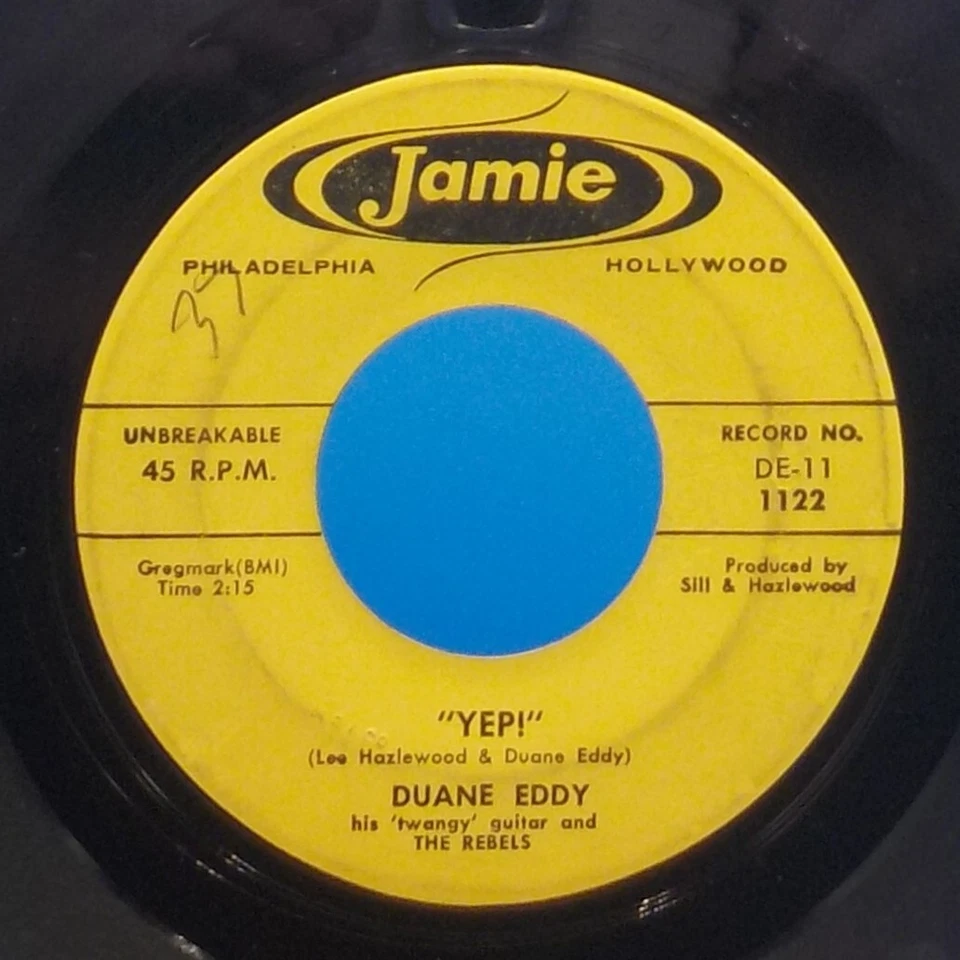 Jamie
PHILADELPHIA
HOLLYWOOD
UNBREAKABLE
45 R.P.M.
RECORD NO.
DE-11
1122
Gregmark(BMI)
Time 2:15
Produced by
Sill & Hazlewood
"YEP!"
(Lee Hazlewood & Duane Eddy)
DUANE EDDY
his 'twangy' guitar and
THE REBELS